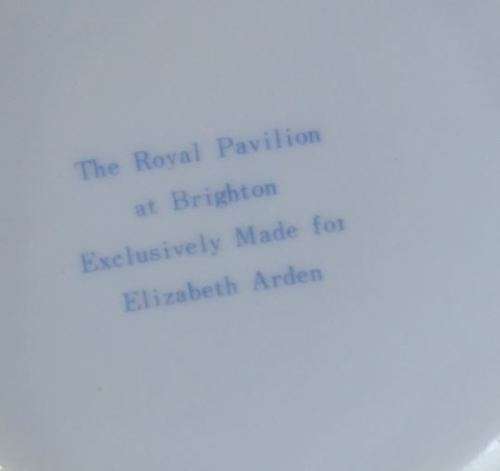 The Royal Pavilion
at Brighton
Exclusively Made for
Elizabeth Arden